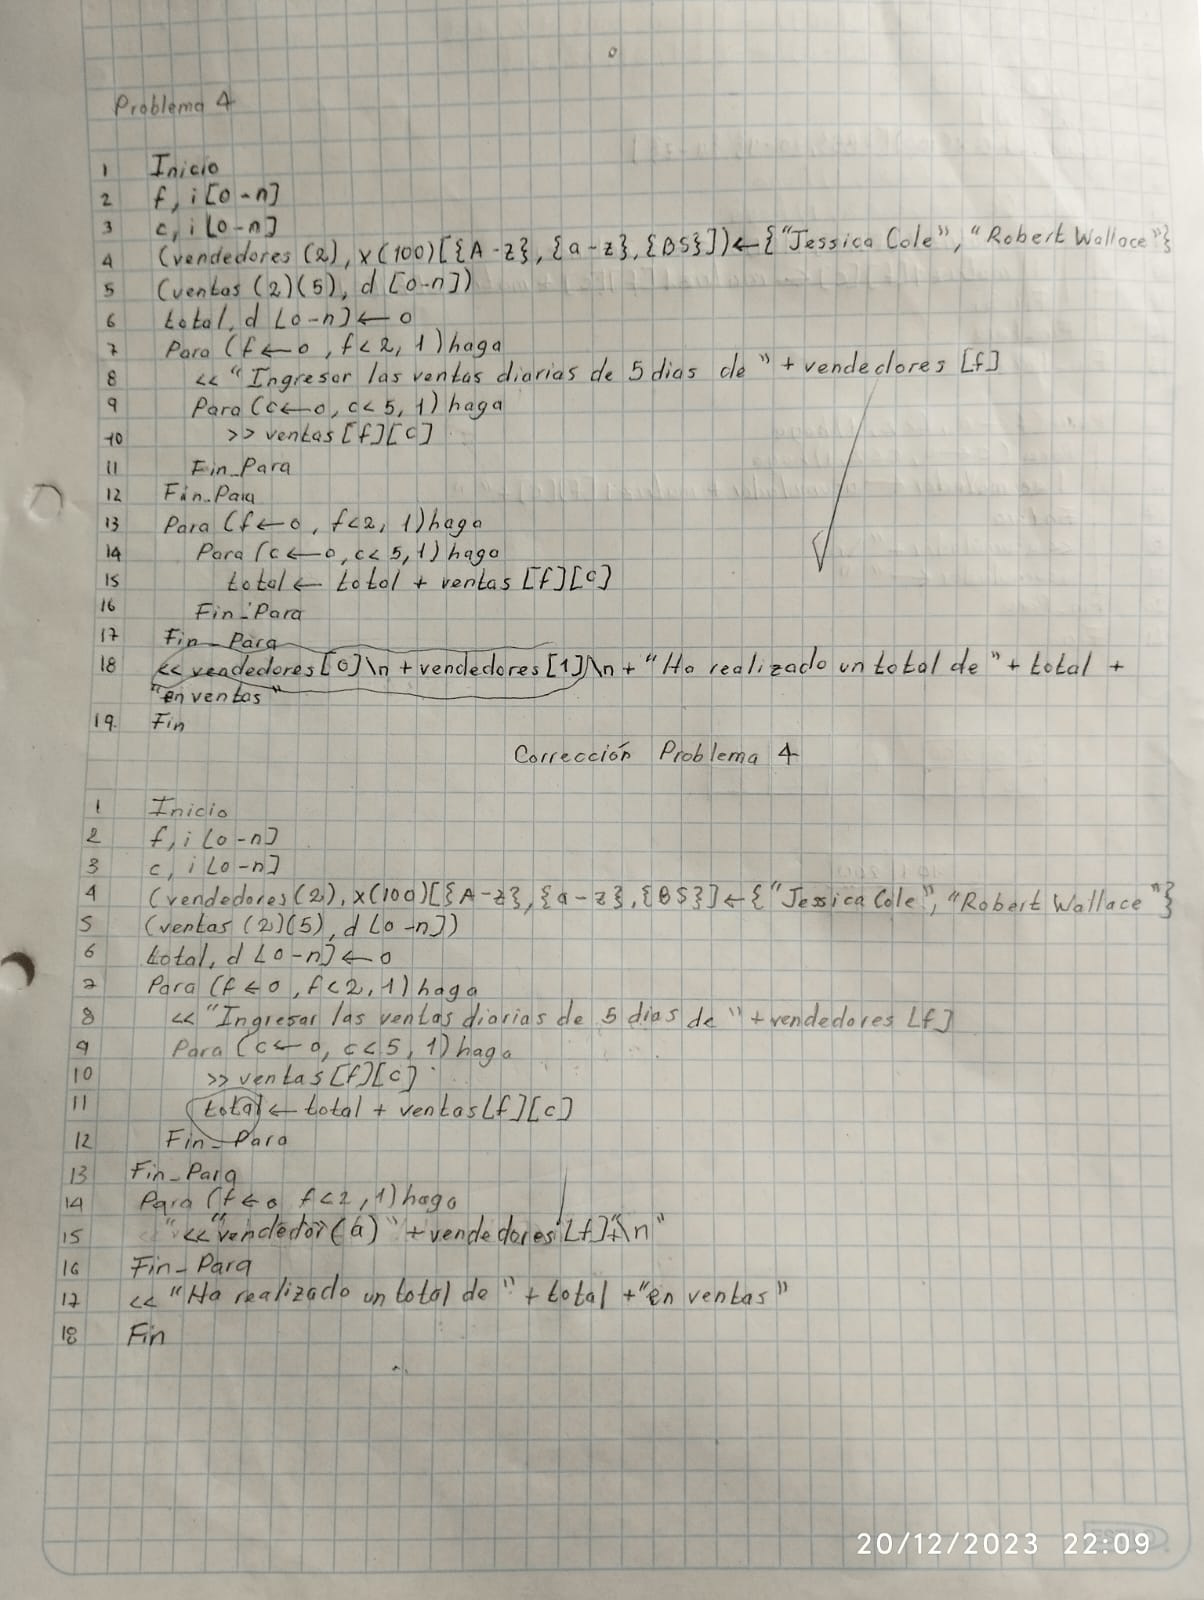 Problema 4
1 Inicio
2 f, i [0-n]
3 c, i [0-n]
4 (vendedores (2), x(100)[{A-z},{a-z},{BS}])←{"Jessica Cole", "Robert Wallace"}
5 (ventas (2)(5), d [0-n])
6 total, d [0-n]←0
7 Para (f←0, f<2, 1)haga
8 << "Ingresar las ventas diarias de 5 dias de " + vendedores [f]
9 Para (c←0, c<5, 1)haga
10 >> ventas [f][c]
11 Fin_Para
12 Fin_Para
13 Para (f←0, f<2, 1)haga
14 Para (c←0, c<5, 1) haga
15 total← total + ventas [f][c]
16 Fin_Para
17 Fin_Para
18 << vendedores[0]\n + vendedores [1]\n + "Ha realizado un total de " + total +
"en ventas"
19. Fin
Corrección Problema 4
1 Inicio
2 f, i [0-n]
3 c, i [0-n]
4 (vendedores(2), x(100)[{A-z},{a-z},{BS}]←{"Jessica Cole", "Robert Wallace"}
5 (ventas (2)(5), d [0-n])
6 total, d [0-n]←0
7 Para (f←0, f<2, 1)haga
8 << "Ingresar las ventas diarias de 5 dias de " +vendedores [f]
9 Para (c←0, c<5, 1)haga
10 >> ventas [f][c]
11 total← total + ventas[f][c]
12 Fin_Para
13 Fin_Para
14 Para (f←0 f<2, 1)haga
15 <<"vendedor(a)" +vendedores [f]+"\n"
16 Fin_Para
17 << "Ha realizado un total de " + total +"en ventas"
18 Fin
20/12/2023 22:09